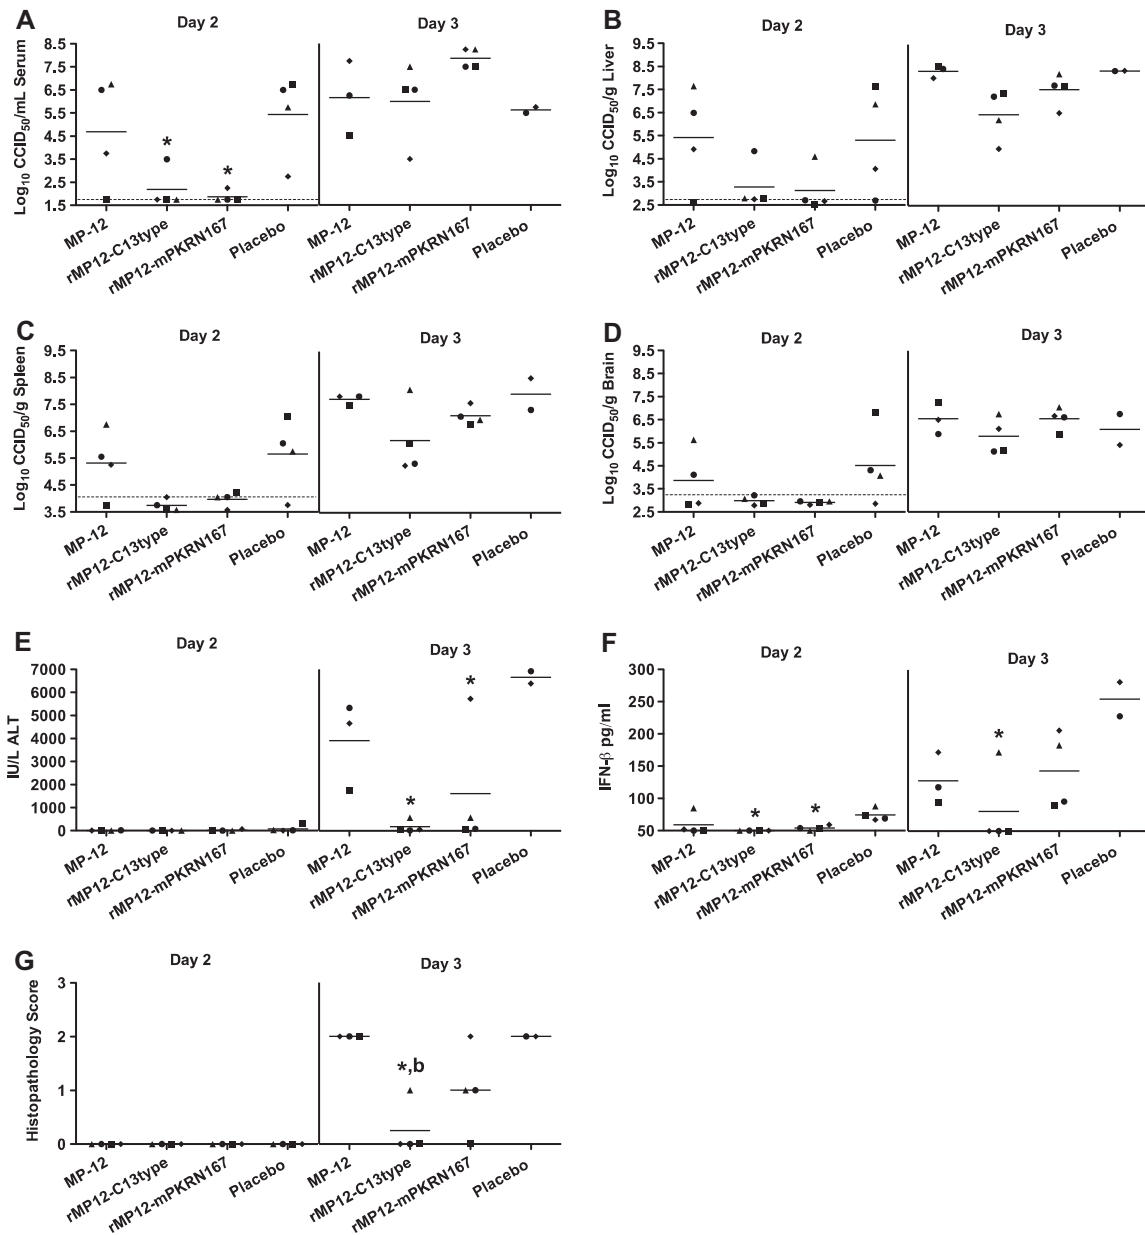 A
Day 2
Day 3
Log10 CCID50/mL Serum
8.5
7.5
6.5
5.5
4.5
3.5
2.5
1.5
*
*
MP-12
rMP12-C13type
rMP12-mPKRN167
Placebo
MP-12
rMP12-C13type
rMP12-mPKRN167
Placebo
B
Day 2
Day 3
Log10 CCID50/g Liver
9.5
8.5
7.5
6.5
5.5
4.5
3.5
2.5
MP-12
rMP12-C13type
rMP12-mPKRN167
Placebo
MP-12
rMP12-C13type
rMP12-mPKRN167
Placebo
C
Day 2
Day 3
Log10 CCID50/g Spleen
9.5
8.5
7.5
6.5
5.5
4.5
3.5
MP-12
rMP12-C13type
rMP12-mPKRN167
Placebo
MP-12
rMP12-C13type
rMP12-mPKRN167
Placebo
D
Day 2
Day 3
Log10 CCID50/g Brain
9.5
8.5
7.5
6.5
5.5
4.5
3.5
2.5
MP-12
rMP12-C13type
rMP12-mPKRN167
Placebo
MP-12
rMP12-C13type
rMP12-mPKRN167
Placebo
E
Day 2
Day 3
IU/L ALT
7000
6000
5000
4000
3000
2000
1000
0
*
*
MP-12
rMP12-C13type
rMP12-mPKRN167
Placebo
MP-12
rMP12-C13type
rMP12-mPKRN167
Placebo
F
Day 2
Day 3
IFN-β pg/ml
300
250
200
150
100
50
*
*
*
MP-12
rMP12-C13type
rMP12-mPKRN167
Placebo
MP-12
rMP12-C13type
rMP12-mPKRN167
Placebo
G
Day 2
Day 3
Histopathology Score
3
2
1
0
*,b
MP-12
rMP12-C13type
rMP12-mPKRN167
Placebo
MP-12
rMP12-C13type
rMP12-mPKRN167
Placebo